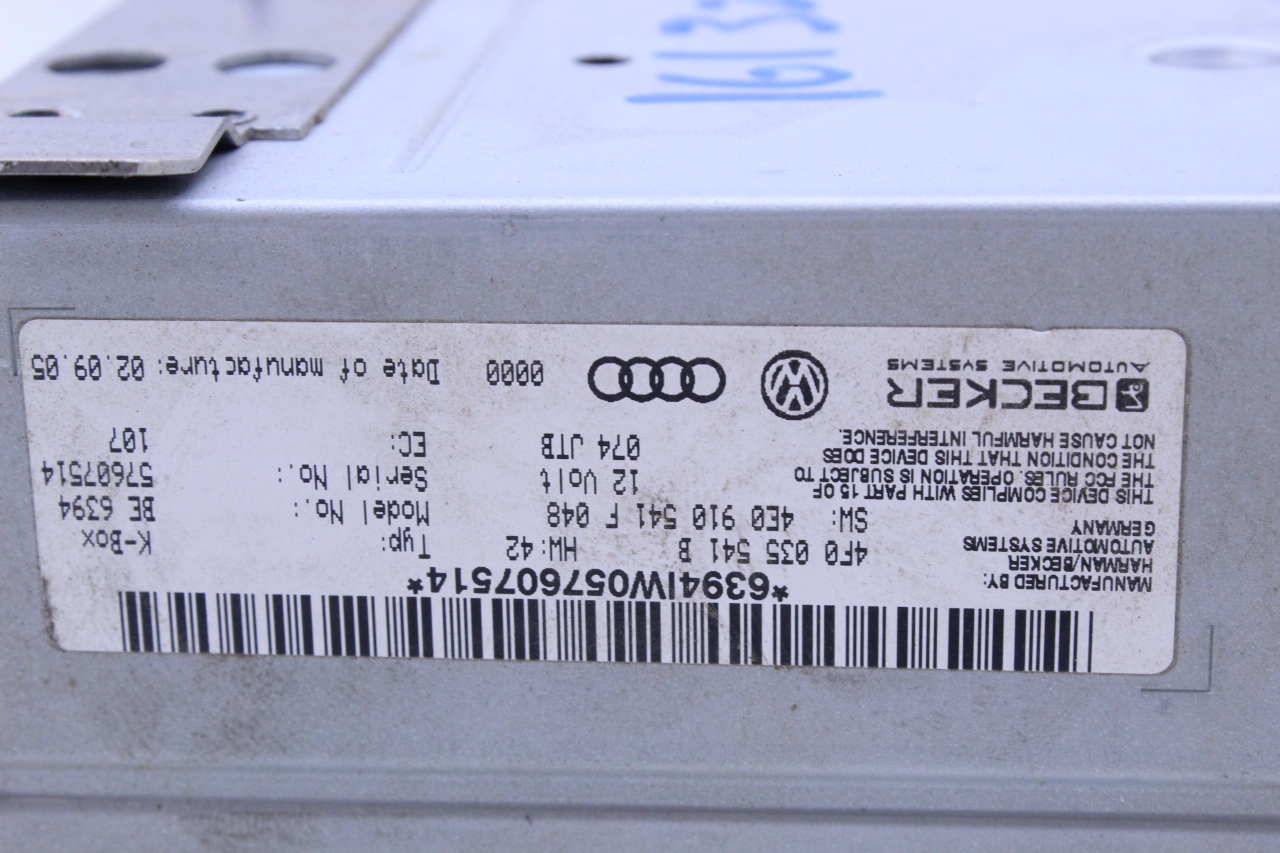 *6394IW057607514*
MANUFACTURED BY:
HARMAN/BECKER
AUTOMOTIVE SYSTEMS
GERMANY
THIS DEVICE COMPLIES WITH PART 15 OF
THE FCC RULES. OPERATION IS SUBJECT TO
THE CONDITION THAT THIS DEVICE DOES
NOT CAUSE HARMFUL INTERFERENCE.
4F0 035 541 B HW:42 Typ: K-Box
SW: 4E0 910 541 F 048 Model No.: BE 6394
12 Volt Serial No.: 57607514
074 JTB EC: 107
BECKER
AUTOMOTIVE SYSTEMS
0000 Date of manufacture: 02.09.05